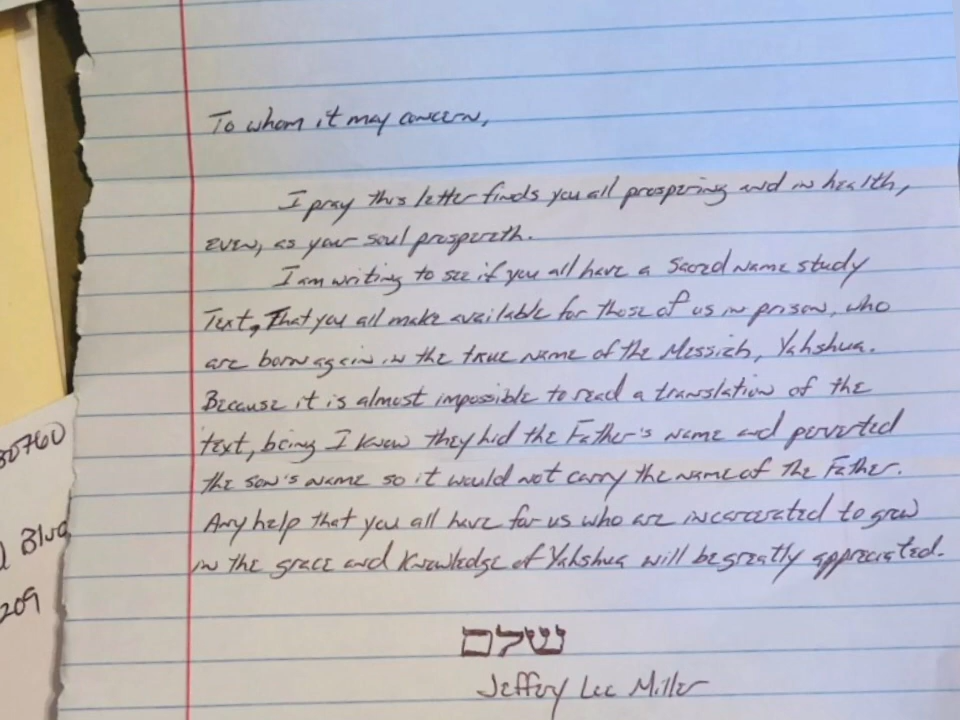 To whom it may concern,
I pray this letter finds you all prospering and in health,
even, as your soul prospereth.
I am writing to see if you all have a Sacred Name study
Text, That you all make available for those of us in prison, who
are born again in the true name of the Messiah, Yahshua.
Because it is almost impossible to read a translation of the
text, being I know they hid the Father's name and perverted
the son's name so it would not carry the name of the Father.
Any help that you all have for us who are incarcerated to grow
in the grace and knowledge of Yahshua will be greatly appreciated.
שלם
Jeffery Lee Miller
30760
Blvd
209